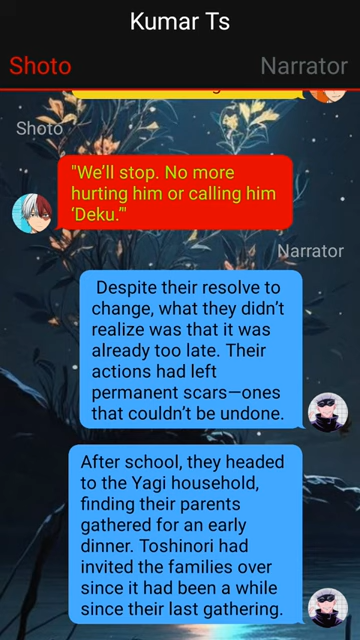 Kumar Ts
Shoto
Narrator
Shoto
"We'll stop. No more
hurting him or calling him
'Deku.'"
Narrator
Despite their resolve to
change, what they didn't
realize was that it was
already too late. Their
actions had left
permanent scars—ones
that couldn't be undone.
After school, they headed
to the Yagi household,
finding their parents
gathered for an early
dinner. Toshinori had
invited the families over
since it had been a while
since their last gathering.